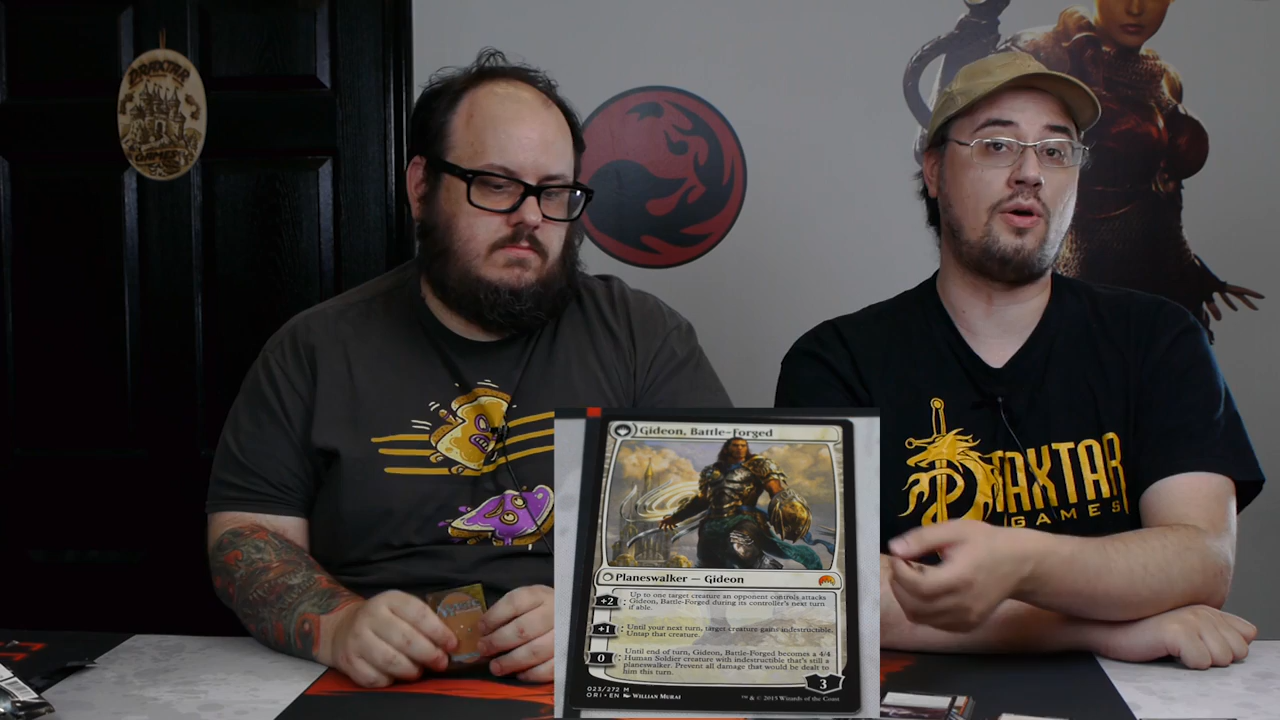 DRAXTAR
GAMES
DRAXTAR
GAMES
Gideon, Battle-Forged
Planeswalker — Gideon
+2: Up to one target creature an opponent controls attacks
Gideon, Battle-Forged during its controller's next turn
if able.
+1: Until your next turn, target creature gains indestructible.
Untap that creature.
0: Until end of turn, Gideon, Battle-Forged becomes a 4/4
Human Soldier creature with indestructible that's still a
planeswalker. Prevent all damage that would be dealt to
him this turn.
3
023/272 M
ORI • EN Willian Murai
™ & © 2015 Wizards of the Coast